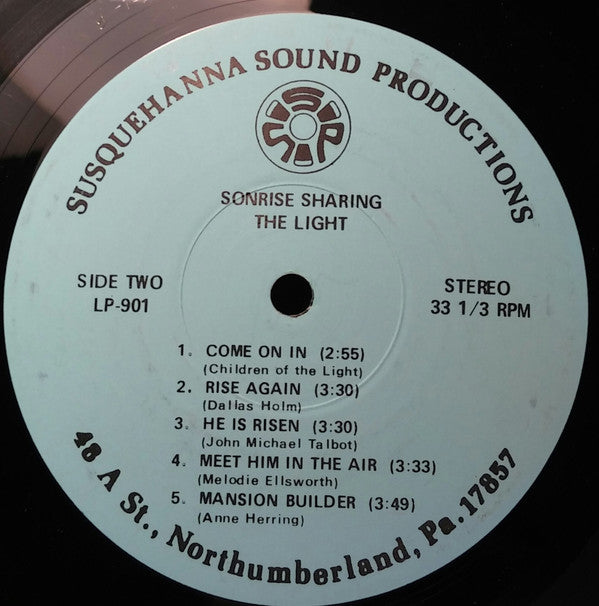 SUSQUEHANNA SOUND PRODUCTIONS
SSP
SONRISE SHARING
THE LIGHT
SIDE TWO
LP-901
STEREO
33 1/3 RPM
1. COME ON IN (2:55)
(Children of the Light)
2. RISE AGAIN (3:30)
(Dallas Holm)
3. HE IS RISEN (3:30)
(John Michael Talbot)
4. MEET HIM IN THE AIR (3:33)
(Melodie Ellsworth)
5. MANSION BUILDER (3:49)
(Anne Herring)
48 A St., Northumberland, Pa. 17857